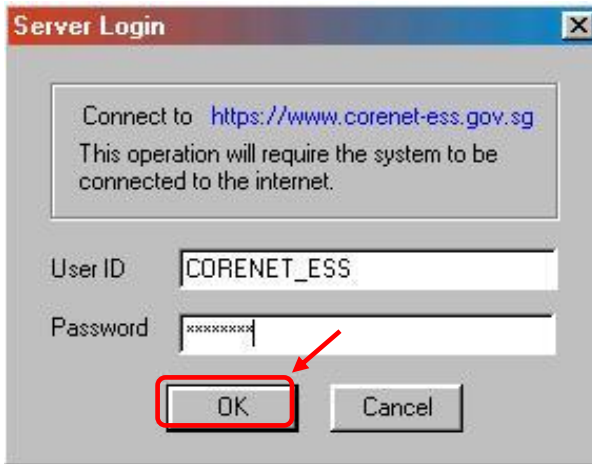 Server Login
Connect to https://www.corenet-ess.gov.sg
This operation will require the system to be
connected to the internet.
User ID CORENET_ESS
Password ********
OK Cancel